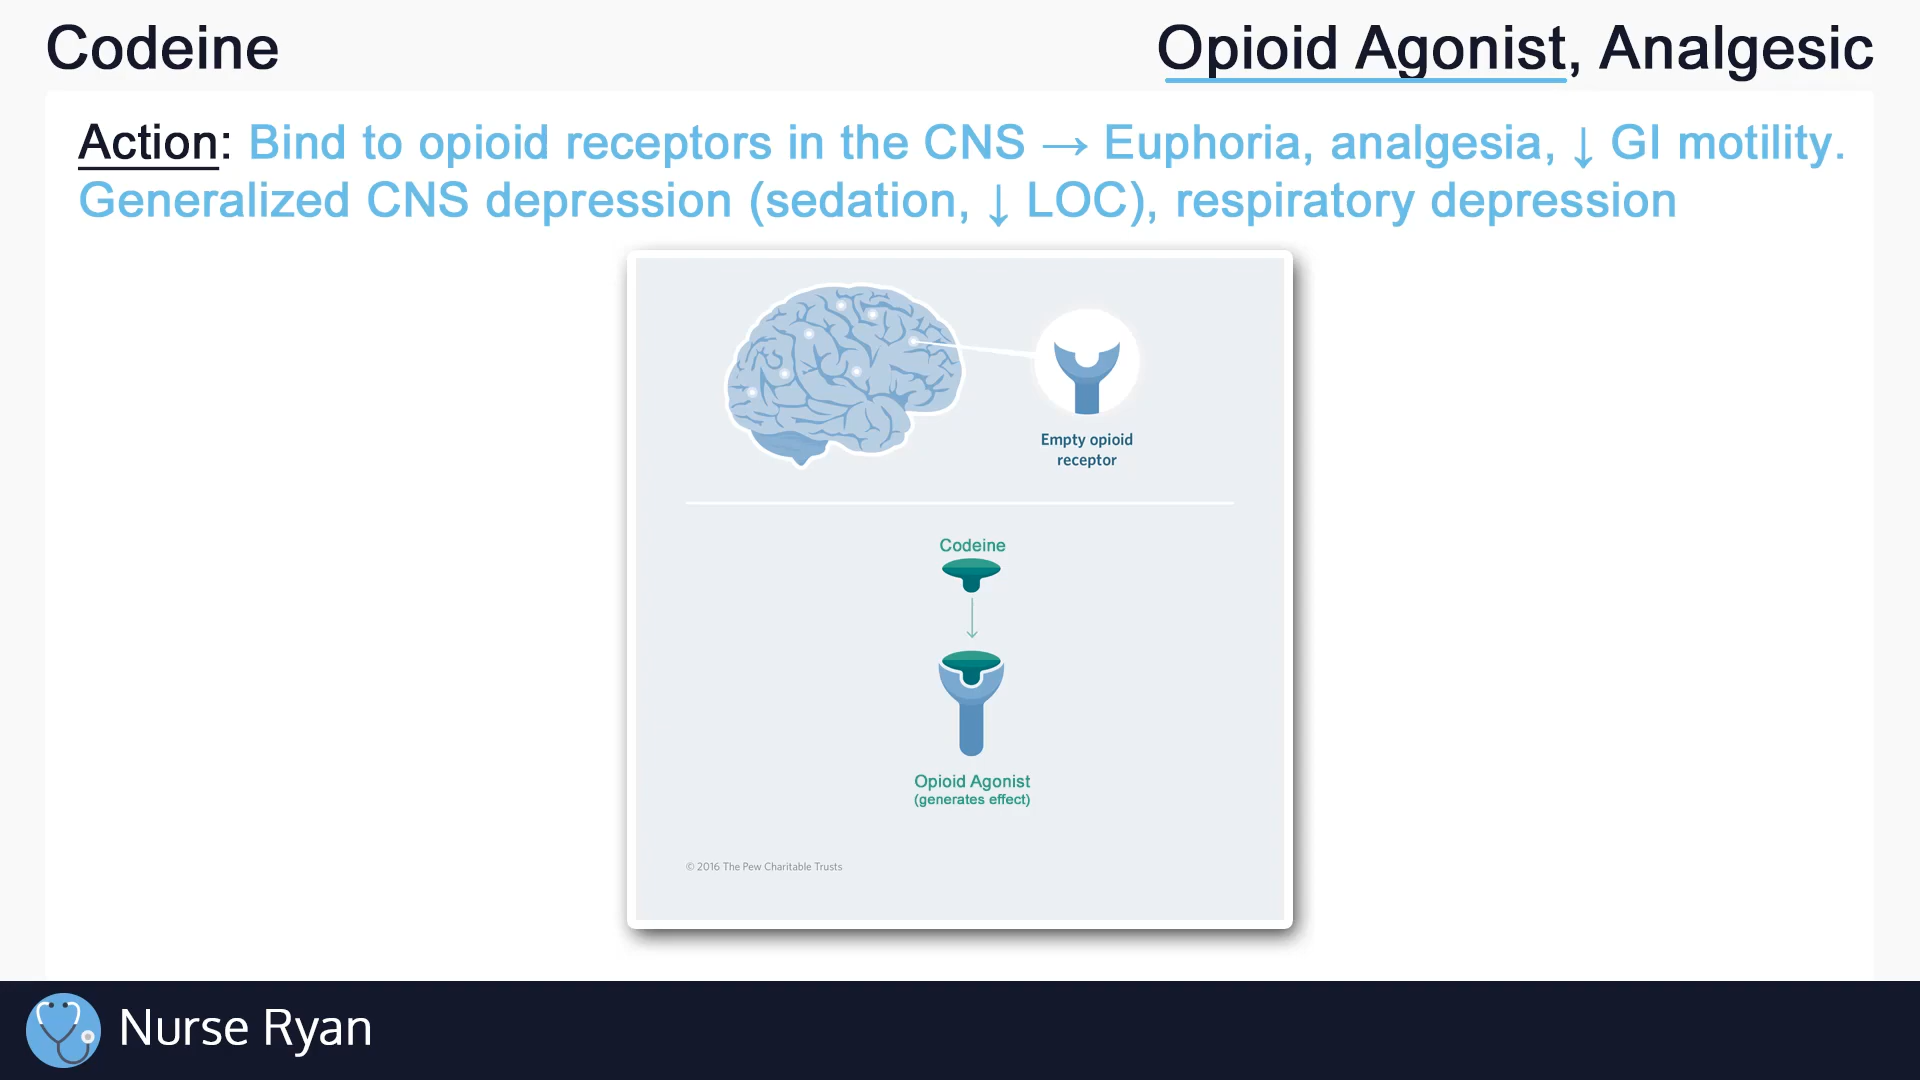 Codeine
Opioid Agonist, Analgesic
Action: Bind to opioid receptors in the CNS → Euphoria, analgesia, ↓ GI motility.
Generalized CNS depression (sedation, ↓ LOC), respiratory depression
Empty opioid
receptor
Codeine
Opioid Agonist
(generates effect)
© 2016 The Pew Charitable Trusts
Nurse Ryan